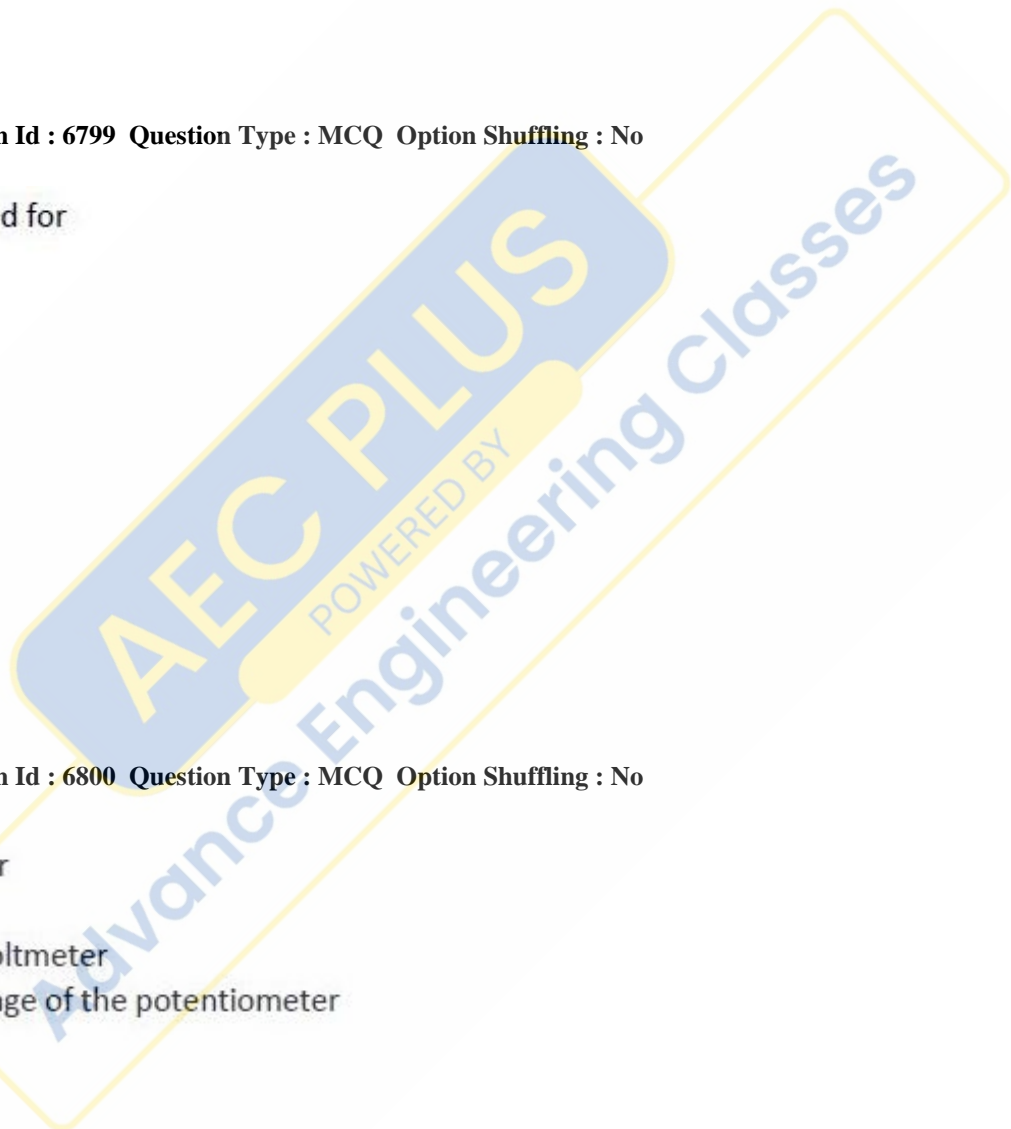 n Id : 6799 Question Type : MCQ Option Shuffling : No
d for
AEC PLUS
POWERED BY
Advance Engineering Classes
n Id : 6800 Question Type : MCQ Option Shuffling : No
r
oltmeter
ge of the potentiometer